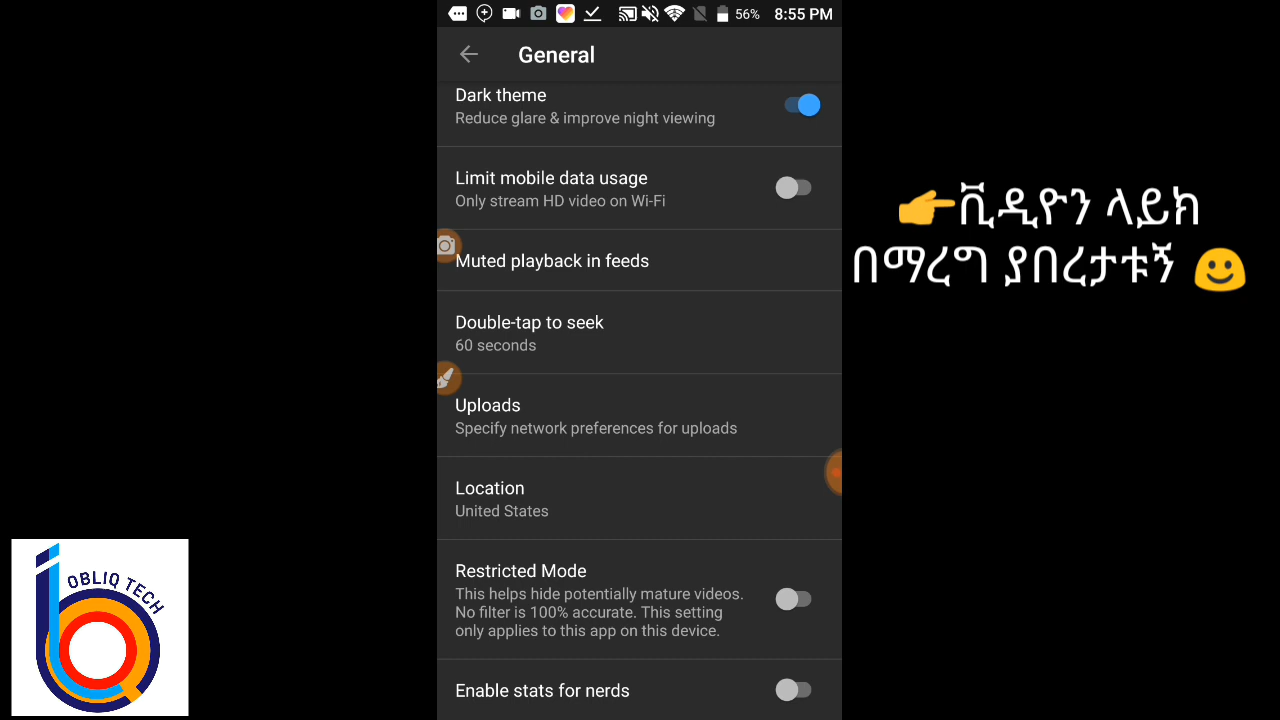 56% 8:55 PM
General
Dark theme
Reduce glare & improve night viewing
Limit mobile data usage
Only stream HD video on Wi-Fi
Muted playback in feeds
Double-tap to seek
60 seconds
Uploads
Specify network preferences for uploads
Location
United States
Restricted Mode
This helps hide potentially mature videos.
No filter is 100% accurate. This setting
only applies to this app on this device.
Enable stats for nerds
👉ቪዲዮን ላይክ
በማረግ ያበረታቱኝ 🙂
OBLIQ TECH